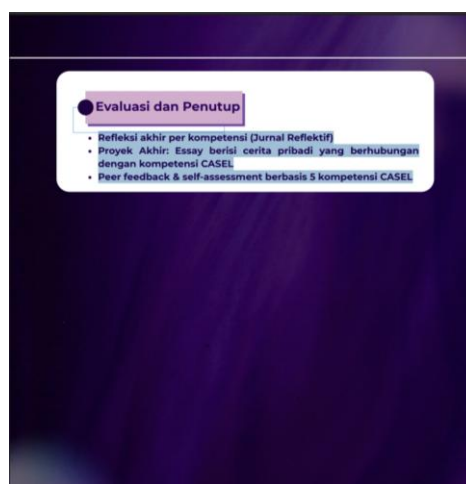 Evaluasi dan Penutup
• Refleksi akhir per kompetensi (Jurnal Reflektif)
• Proyek Akhir: Essay berisi cerita pribadi yang berhubungan
dengan kompetensi CASEL
• Peer feedback & self-assessment berbasis 5 kompetensi CASEL